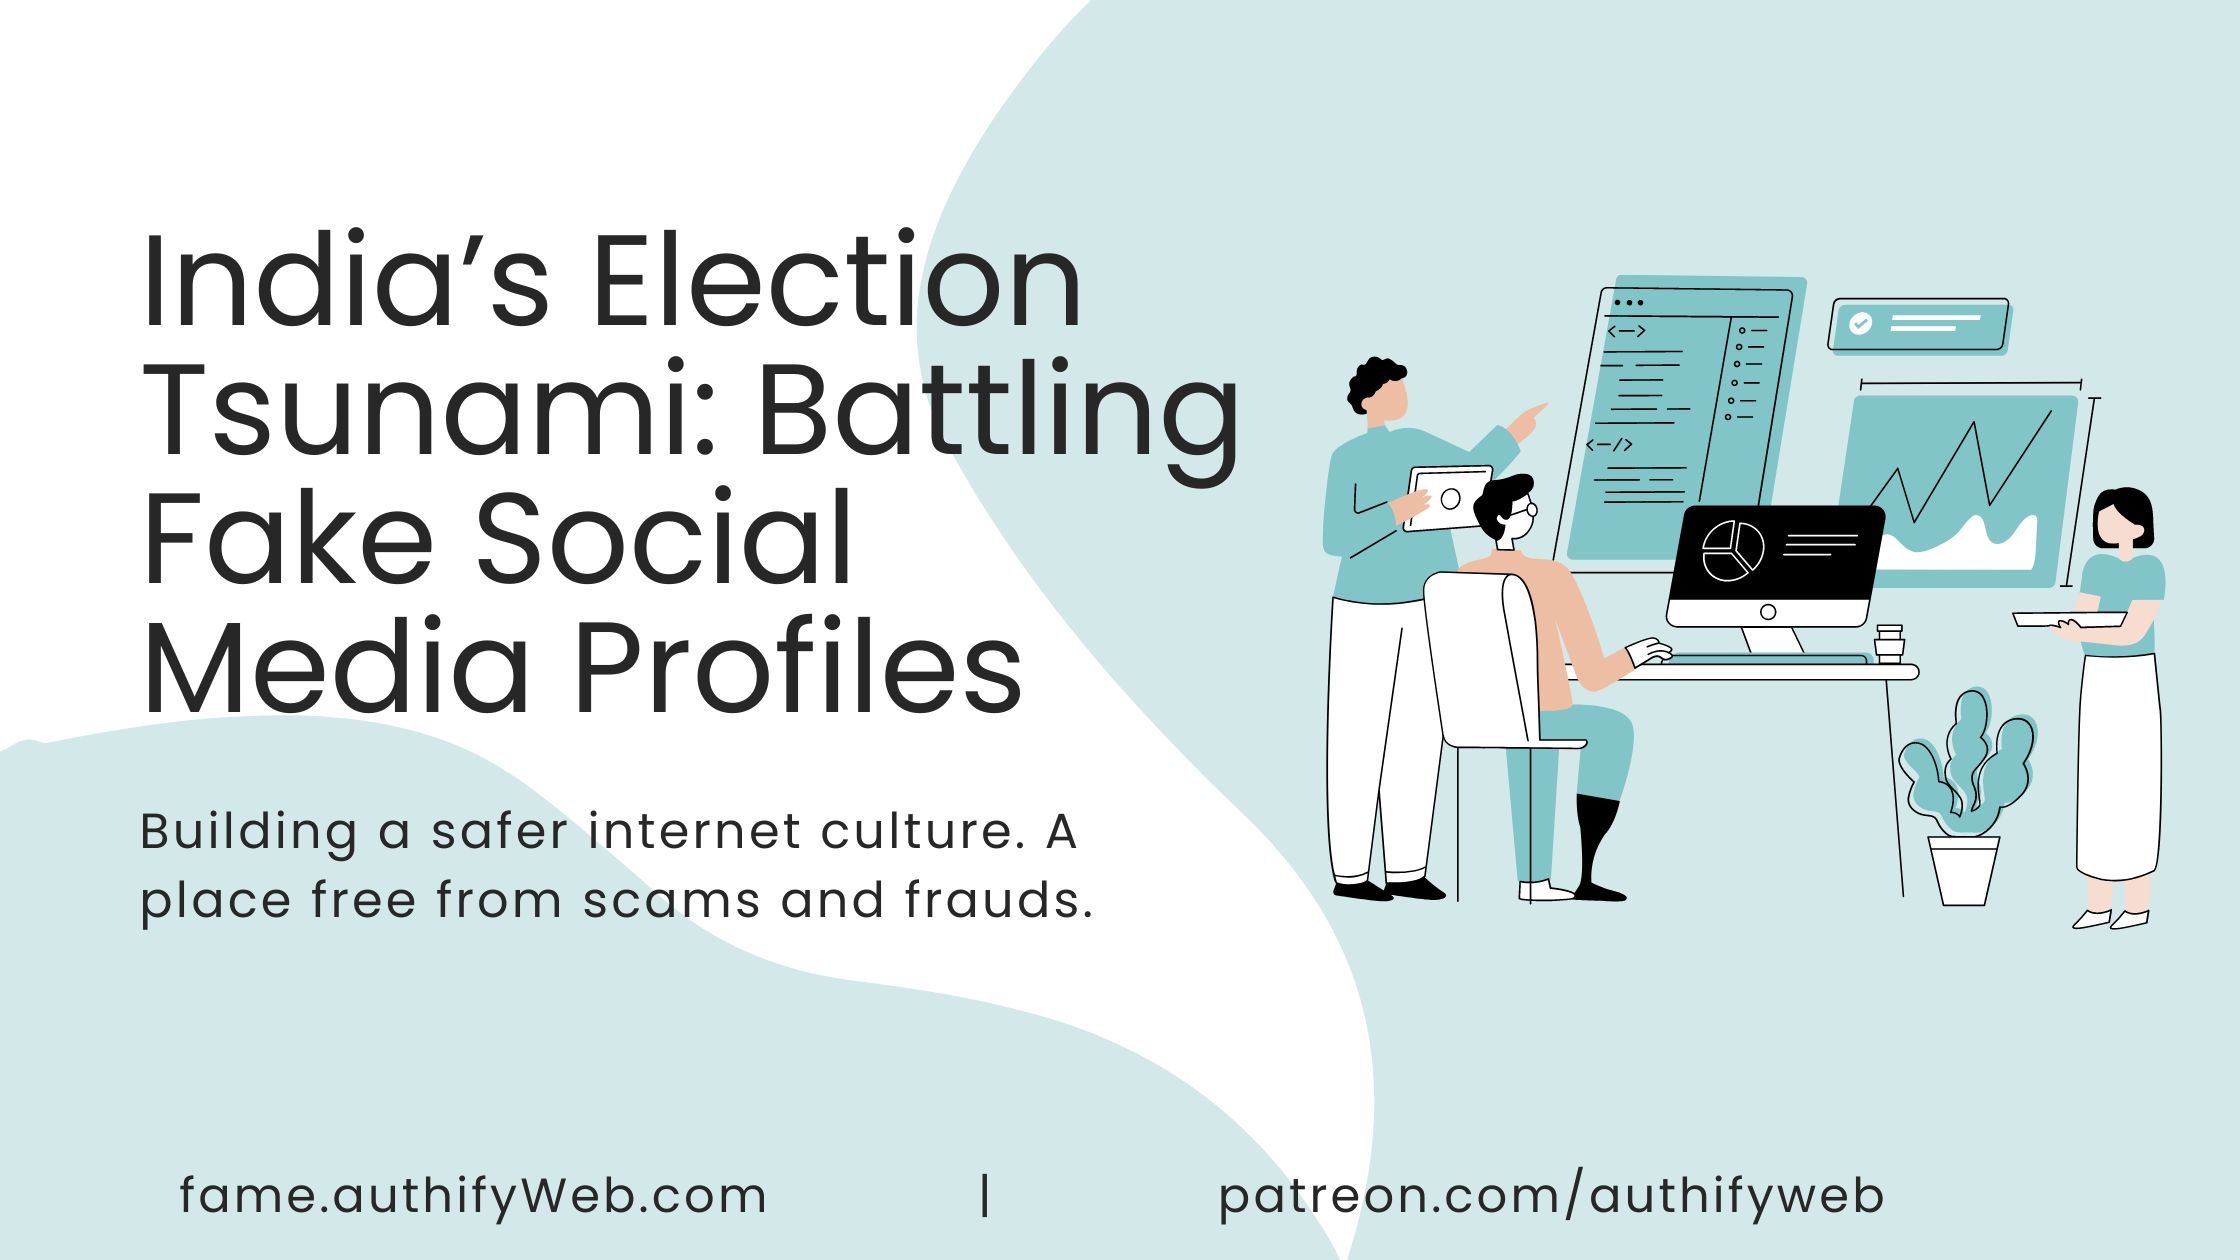 India’s Election
Tsunami: Battling
Fake Social
Media Profiles
Building a safer internet culture. A
place free from scams and frauds.
fame.authifyWeb.com | patreon.com/authifyweb